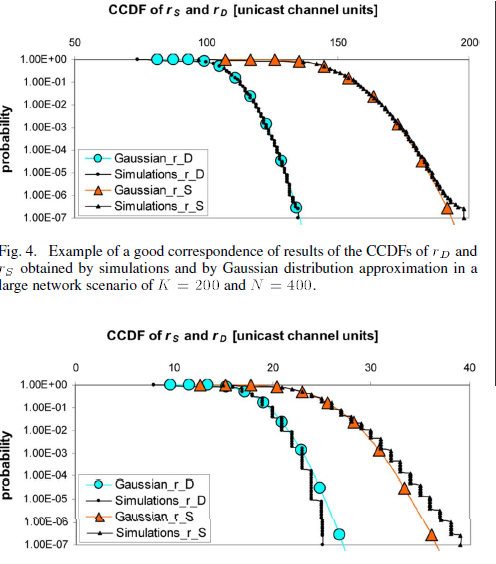 CCDF of r_S and r_D [unicast channel units]
50 100 150 200
1.00E+00
1.00E-01
1.00E-02
1.00E-03
1.00E-04
1.00E-05
1.00E-06
1.00E-07
probability
Gaussian_r_D
Simulations_r_D
Gaussian_r_S
Simulations_r_S
Fig. 4. Example of a good correspondence of results of the CCDFs of r_D and
r_S obtained by simulations and by Gaussian distribution approximation in a
large network scenario of K = 200 and N = 400.
CCDF of r_S and r_D [unicast channel units]
0 10 20 30 40
1.00E+00
1.00E-01
1.00E-02
1.00E-03
1.00E-04
1.00E-05
1.00E-06
1.00E-07
probability
Gaussian_r_D
Simulations_r_D
Gaussian_r_S
Simulations_r_S